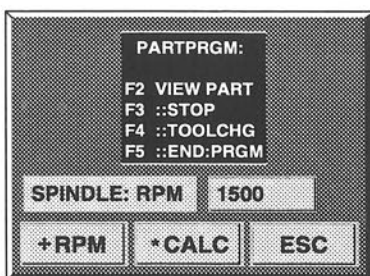 PARTPRGM:
F2 VIEW PART
F3 ::STOP
F4 ::TOOLCHG
F5 ::END:PRGM
SPINDLE: RPM 1500
+RPM *CALC ESC